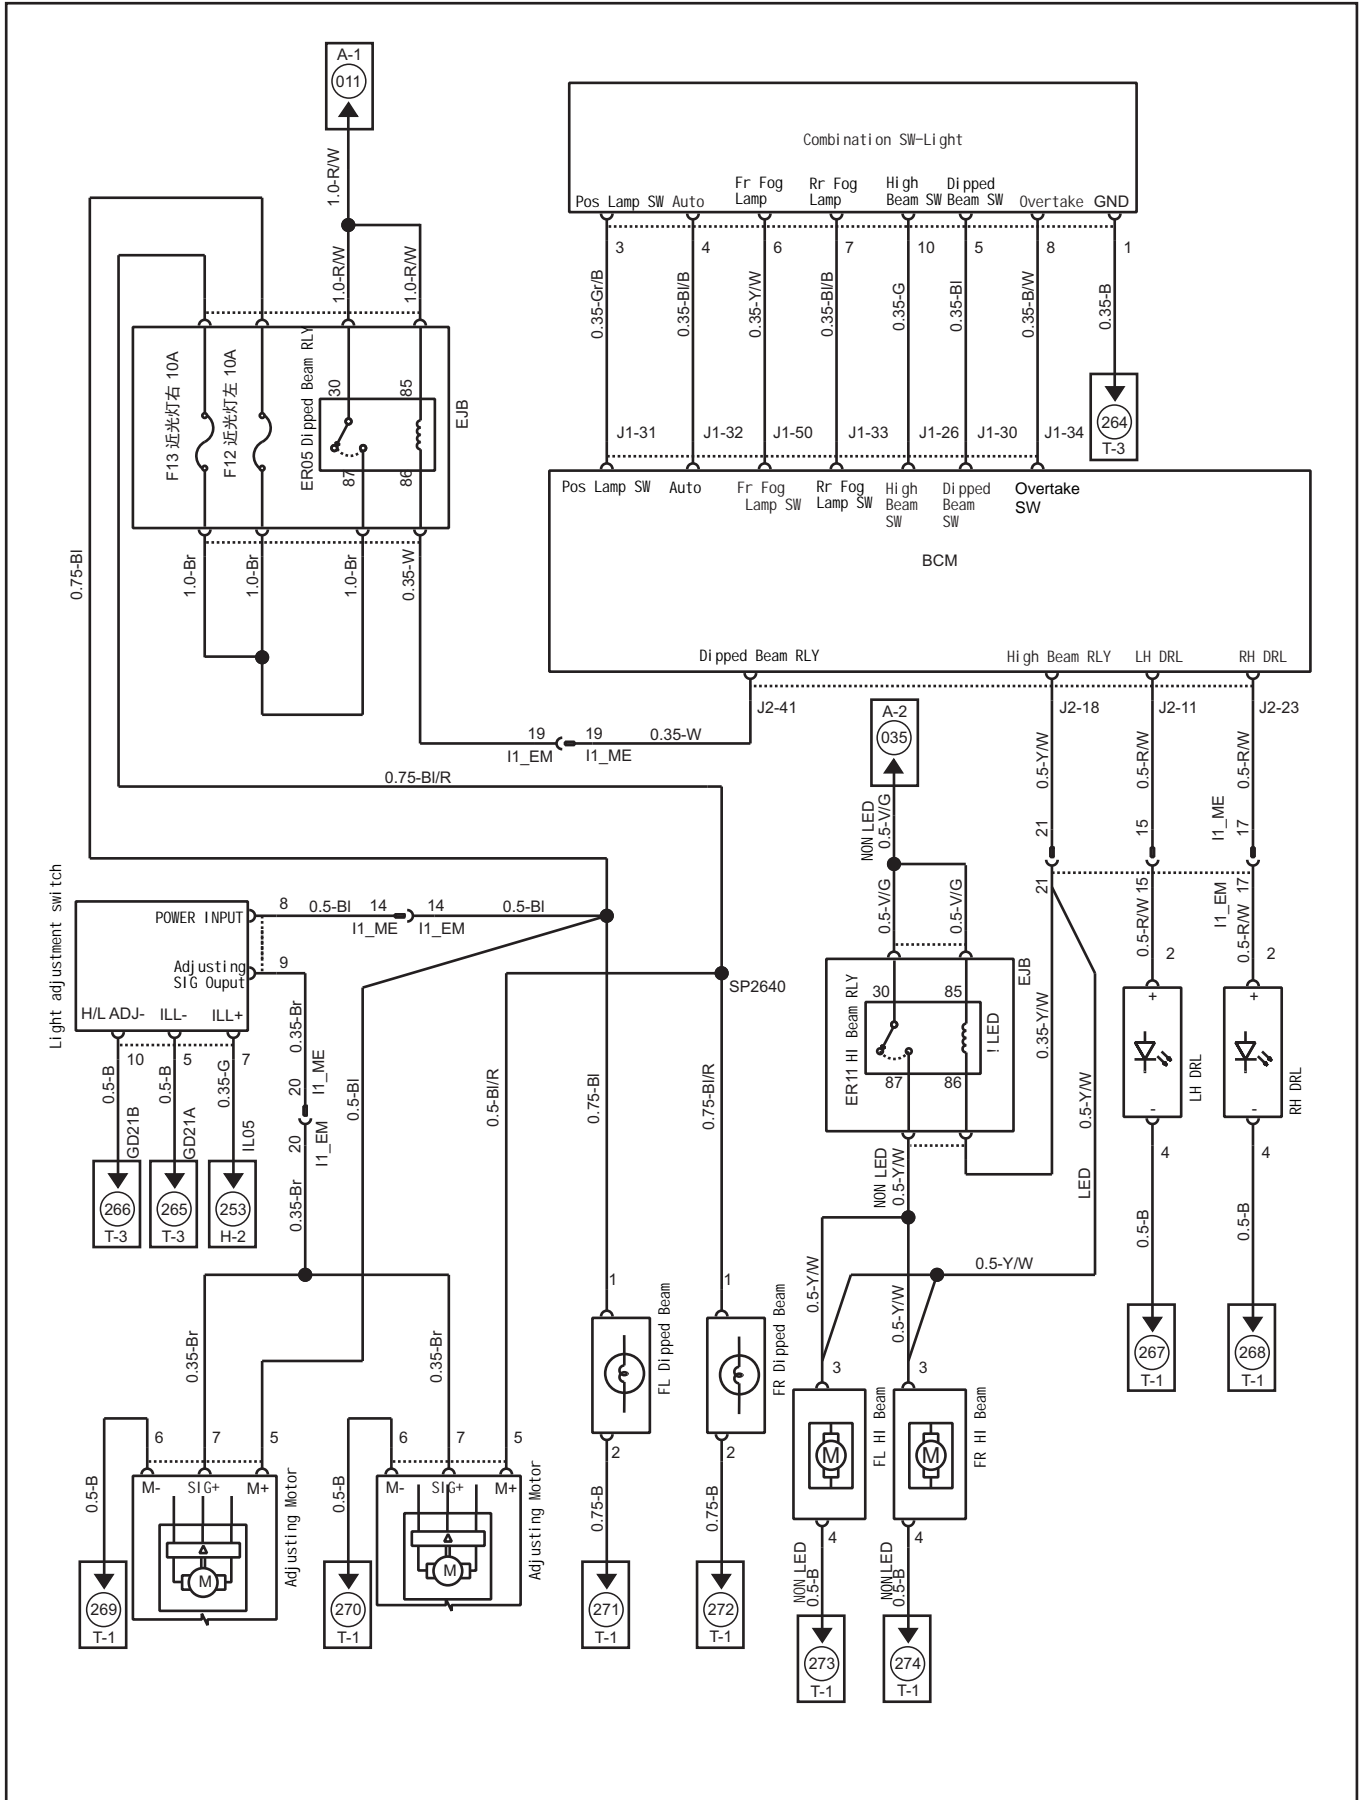 A-1
011
1.0-R/W
1.0-R/W
1.0-R/W
Combination SW-Light
Pos Lamp SW
Auto
Fr Fog
Lamp
Rr Fog
Lamp
High
Beam SW
Dipped
Beam SW
Overtake
GND
3
4
6
7
10
5
8
1
0.35-Gr/B
0.35-Bl/B
0.35-Y/W
0.35-Bl/B
0.35-G
0.35-Bl
0.35-B/W
0.35-B
264
T-3
F13 近光灯右 10A
F12 近光灯左 10A
ER05 Dipped Beam RLY
30
85
87
86
EJB
J1-31
J1-32
J1-50
J1-33
J1-26
J1-30
J1-34
Pos Lamp SW
Auto
Fr Fog
Lamp SW
Rr Fog
Lamp SW
High
Beam
SW
Dipped
Beam
SW
Overtake
SW
BCM
Dipped Beam RLY
High Beam RLY
LH DRL
RH DRL
0.75-Bl
1.0-Br
1.0-Br
1.0-Br
0.35-W
19
I1_EM
19
I1_ME
0.35-W
J2-41
J2-18
J2-11
J2-23
A-2
035
NON LED
0.5-V/G
0.5-V/G
0.5-V/G
0.5-Y/W
21
21
0.5-R/W
15
0.5-R/W 15
0.5-R/W
I1_ME
17
I1_EM
0.5-R/W 17
0.75-Bl/R
Light adjustment switch
POWER INPUT
Adjusting
SIG Ouput
H/L ADJ-
ILL-
ILL+
8
0.5-Bl
14
I1_ME
14
I1_EM
0.5-Bl
9
0.35-Br
20
I1_ME
20
I1_EM
0.35-Br
10
5
7
0.5-B
GD21B
0.5-B
GD21A
0.35-G
IL05
266
T-3
265
T-3
253
H-2
0.5-Bl
0.5-Bl/R
SP2640
0.75-Bl
0.75-Bl/R
ER11 HI Beam RLY
30
85
87
86
! LED
EJB
0.35-Y/W
0.5-Y/W
LED
NON LED
0.5-Y/W
0.5-Y/W
0.5-Y/W
0.5-Y/W
2
+
-
LH DRL
4
0.5-B
267
T-1
2
+
-
RH DRL
4
0.5-B
268
T-1
0.35-Br
0.35-Br
6
7
5
M-
SIG+
M+
M
Adjusting Motor
0.5-B
269
T-1
6
7
5
M-
SIG+
M+
M
Adjusting Motor
0.5-B
270
T-1
1
FL Dipped Beam
2
0.75-B
271
T-1
1
FR Dipped Beam
2
0.75-B
272
T-1
3
M
FL HI Beam
4
NON LED
0.5-B
273
T-1
3
M
FR HI Beam
4
NON LED
0.5-B
274
T-1